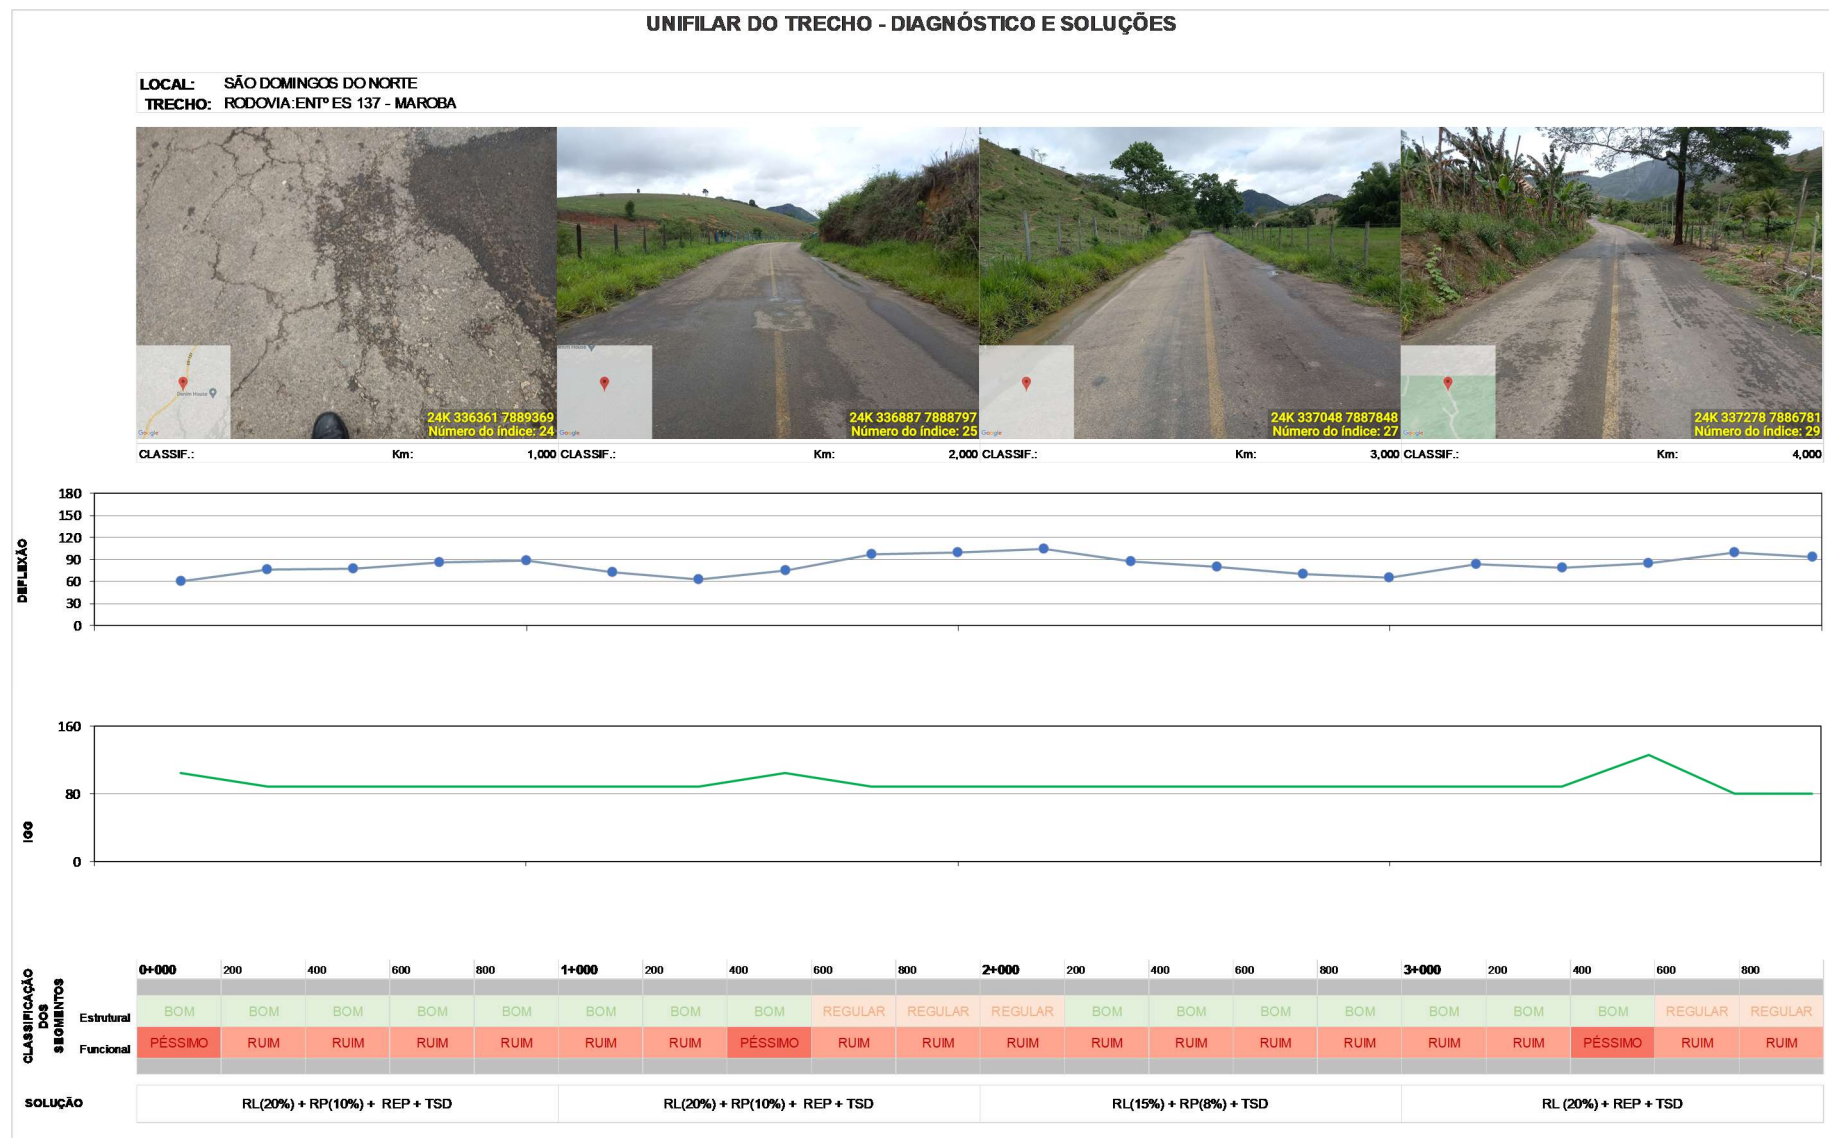 UNIFILAR DO TRECHO - DIAGNÓSTICO E SOLUÇÕES
LOCAL: SÃO DOMINGOS DO NORTE
TRECHO: RODOVIA:ENTº ES 137 - MAROBA
Denim House
Google
24K 336361 7889369
Número do índice: 24
Google
24K 336887 7888797
Número do índice: 25
Google
24K 337048 7887848
Número do índice: 27
Google
24K 337278 7886781
Número do índice: 29
CLASSIF.: Km: 1,000 CLASSIF.: Km: 2,000 CLASSIF.: Km: 3,000 CLASSIF.: Km: 4,000
DEFLEXÃO
180
150
120
90
60
30
0
IGG
160
80
0
CLASSIFICAÇÃO
DOS
SEGMENTOS
0+000 200 400 600 800 1+000 200 400 600 800 2+000 200 400 600 800 3+000 200 400 600 800
Estrutural BOM BOM BOM BOM BOM BOM BOM BOM REGULAR REGULAR REGULAR BOM BOM BOM BOM BOM BOM BOM REGULAR REGULAR
Funcional PÉSSIMO RUIM RUIM RUIM RUIM RUIM RUIM PÉSSIMO RUIM RUIM RUIM RUIM RUIM RUIM RUIM RUIM RUIM PÉSSIMO RUIM RUIM
SOLUÇÃO RL(20%) + RP(10%) + REP + TSD RL(20%) + RP(10%) + REP + TSD RL(15%) + RP(8%) + TSD RL (20%) + REP + TSD